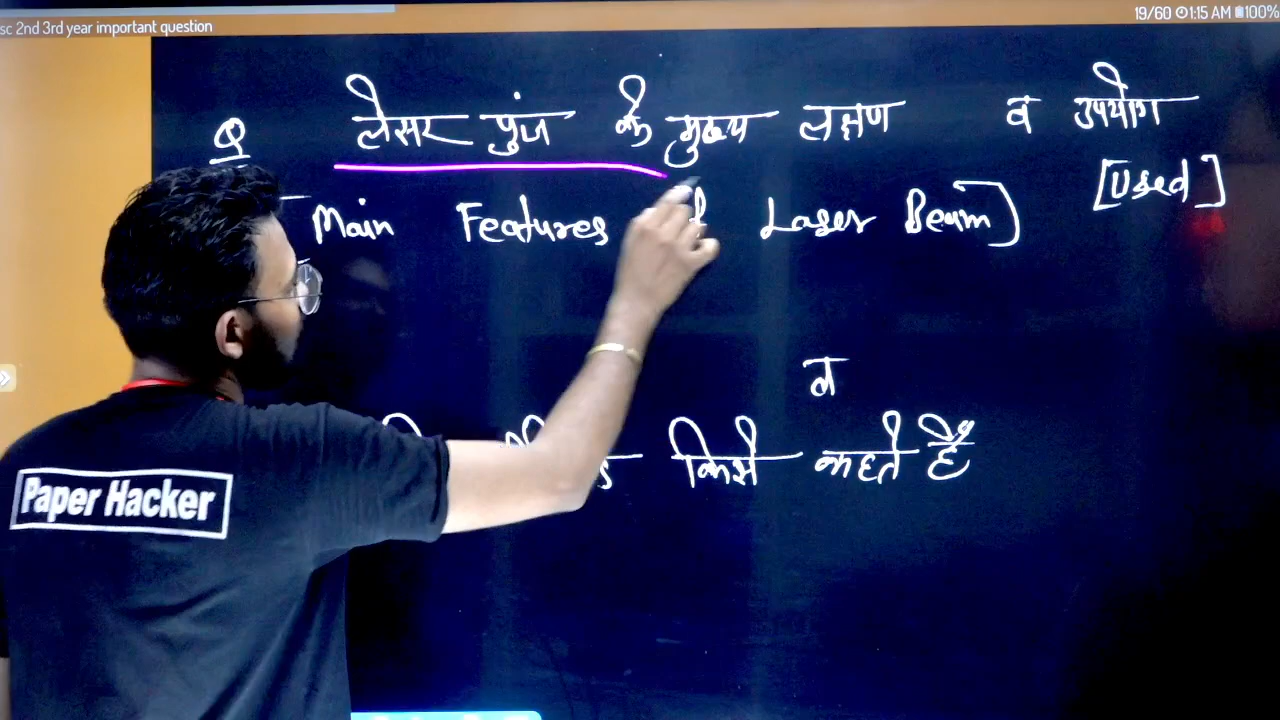 sc 2nd 3rd year important question
19/60 1:15 AM 100%
Q लेसर पुंज के मुख्य लक्षण व उपयोग
[Used]
Main Features Laser Beam]
व
किसे कहते हैं
Paper Hacker